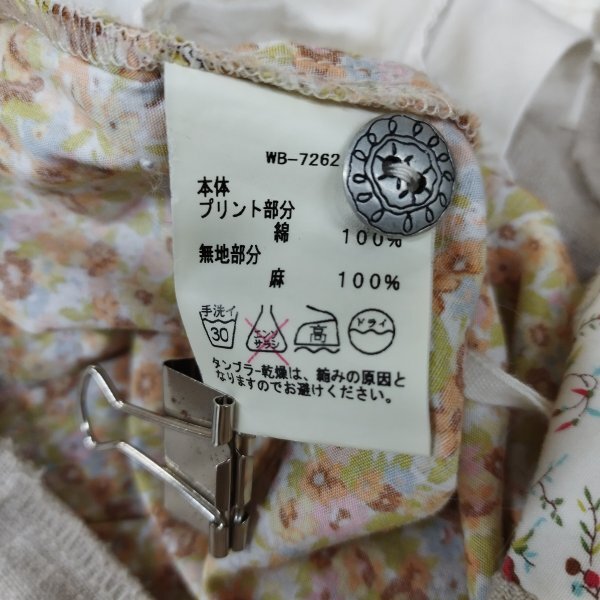 WB-7262
本体
プリント部分
綿 100%
無地部分
麻 100%
手洗イ
30
エンソ
サラシ
高
ドライ
タンブラー乾燥は、縮みの原因と
なりますのでお避けください。